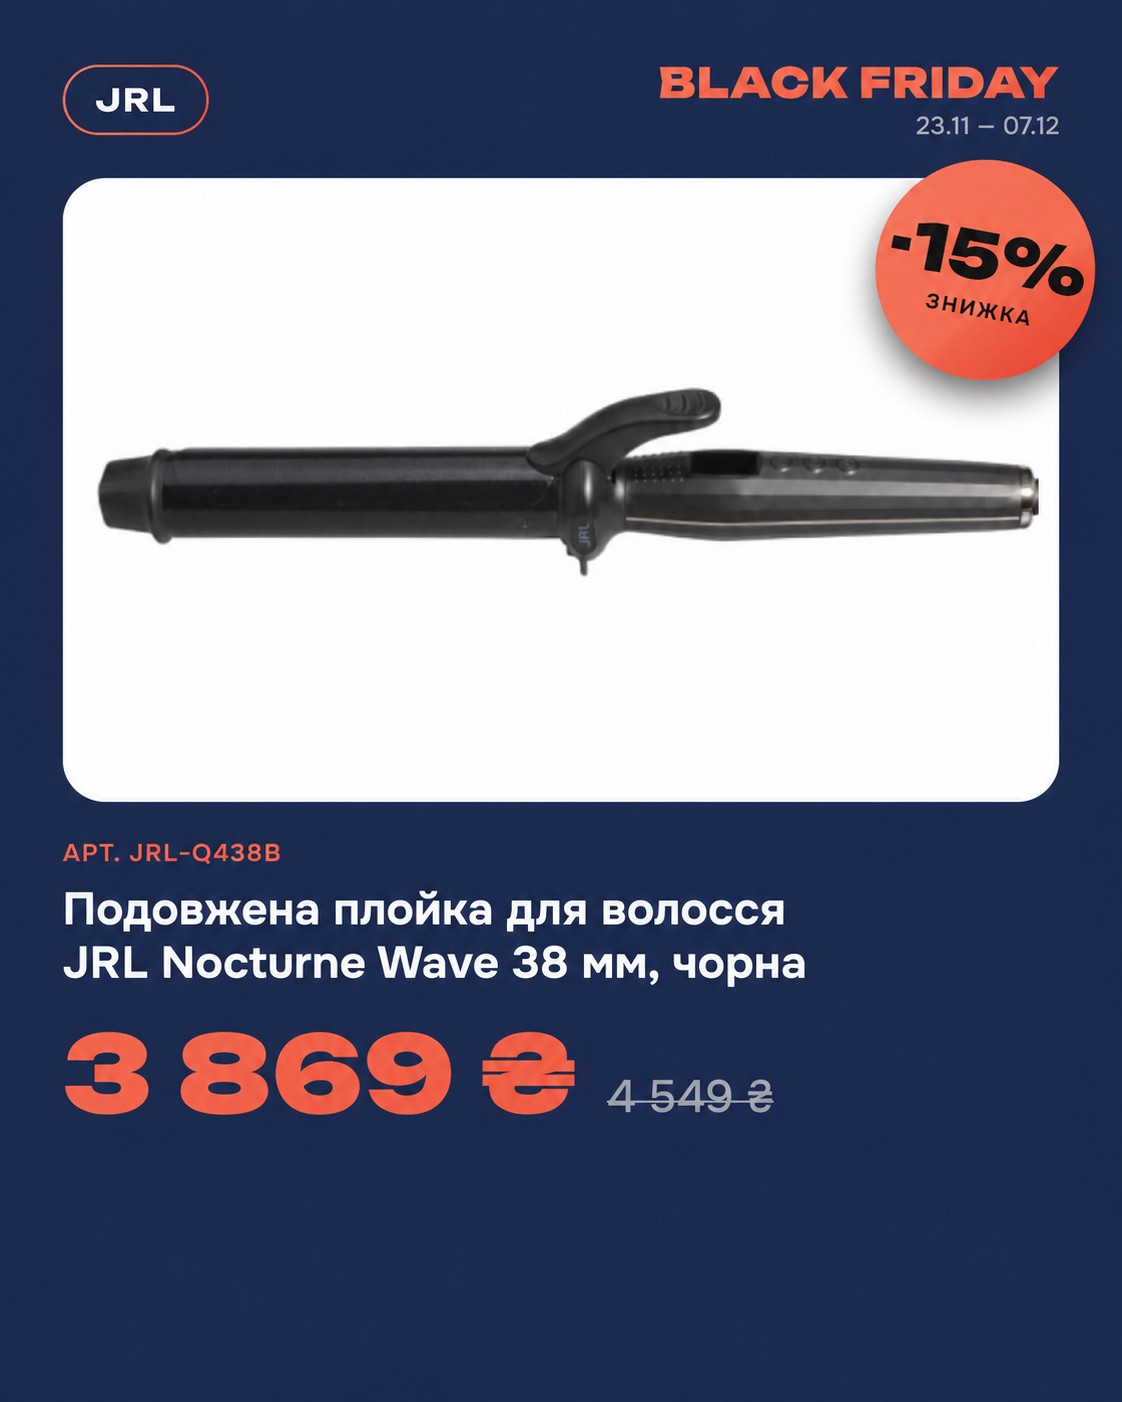 JRL
BLACK FRIDAY
23.11 – 07.12
-15%
ЗНИЖКА
JRL
АРТ. JRL-Q438B
Подовжена плойка для волосся
JRL Nocturne Wave 38 мм, чорна
3 869 ₴
4 549 ₴